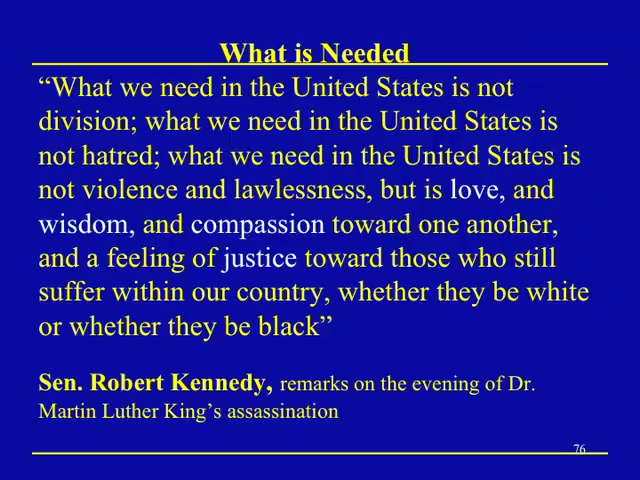 What is Needed
“What we need in the United States is not
division; what we need in the United States is
not hatred; what we need in the United States is
not violence and lawlessness, but is love, and
wisdom, and compassion toward one another,
and a feeling of justice toward those who still
suffer within our country, whether they be white
or whether they be black”
Sen. Robert Kennedy, remarks on the evening of Dr.
Martin Luther King’s assassination
76